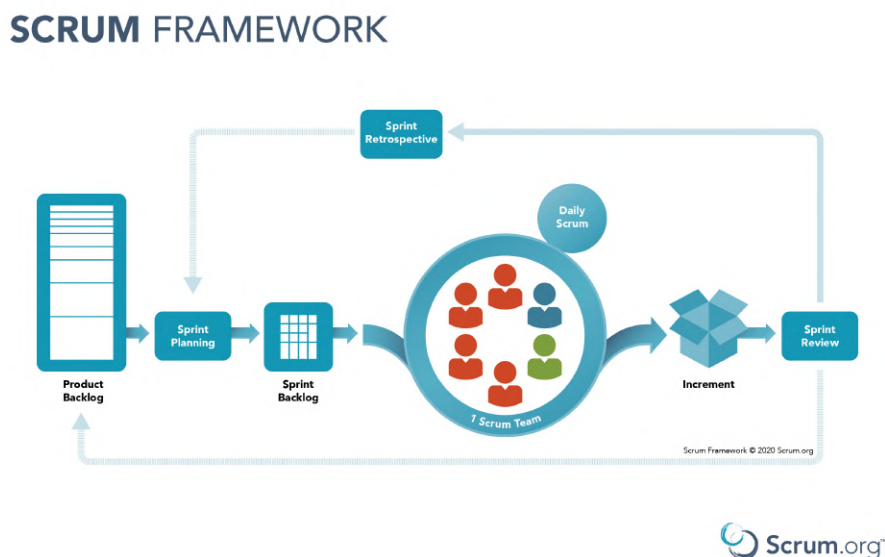 SCRUM FRAMEWORK
Sprint
Retrospective
Daily
Scrum
Sprint
Planning
Sprint
Review
Product
Backlog
Sprint
Backlog
Increment
1 Scrum Team
Scrum Framework © 2020 Scrum.org
Scrum.org™